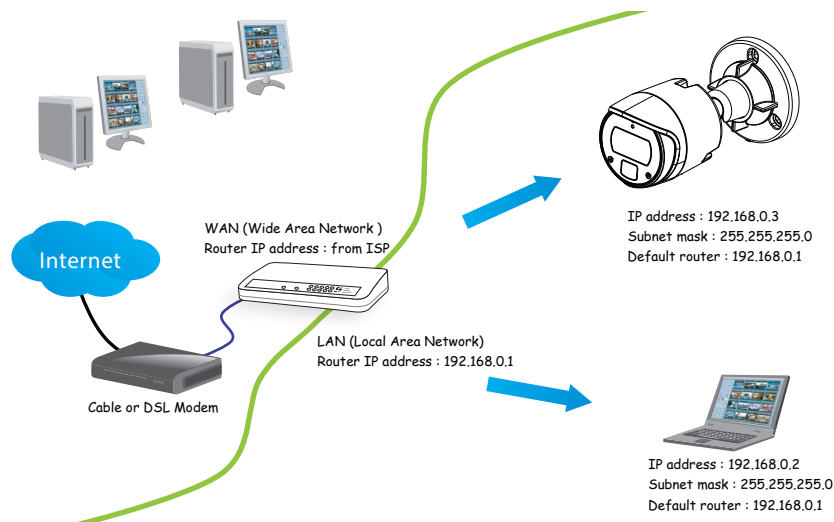 WAN (Wide Area Network )
Router IP address : from ISP
Internet
IP address : 192.168.0.3
Subnet mask : 255.255.255.0
Default router : 192.168.0.1
LAN (Local Area Network)
Router IP address : 192.168.0.1
Cable or DSL Modem
IP address : 192.168.0.2
Subnet mask : 255.255.255.0
Default router : 192.168.0.1